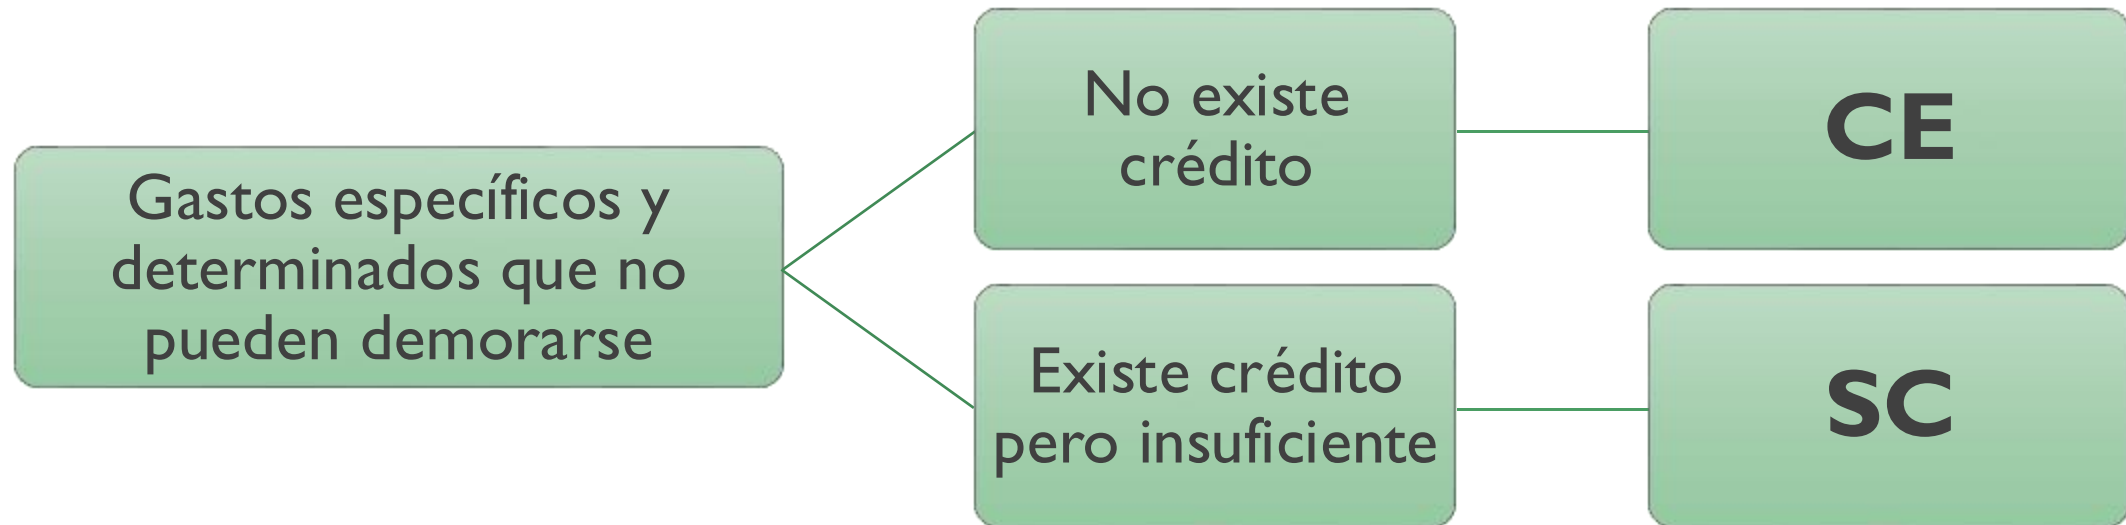 Gastos específicos y
determinados que no
pueden demorarse
No existe
crédito
CE
Existe crédito
pero insuficiente
SC